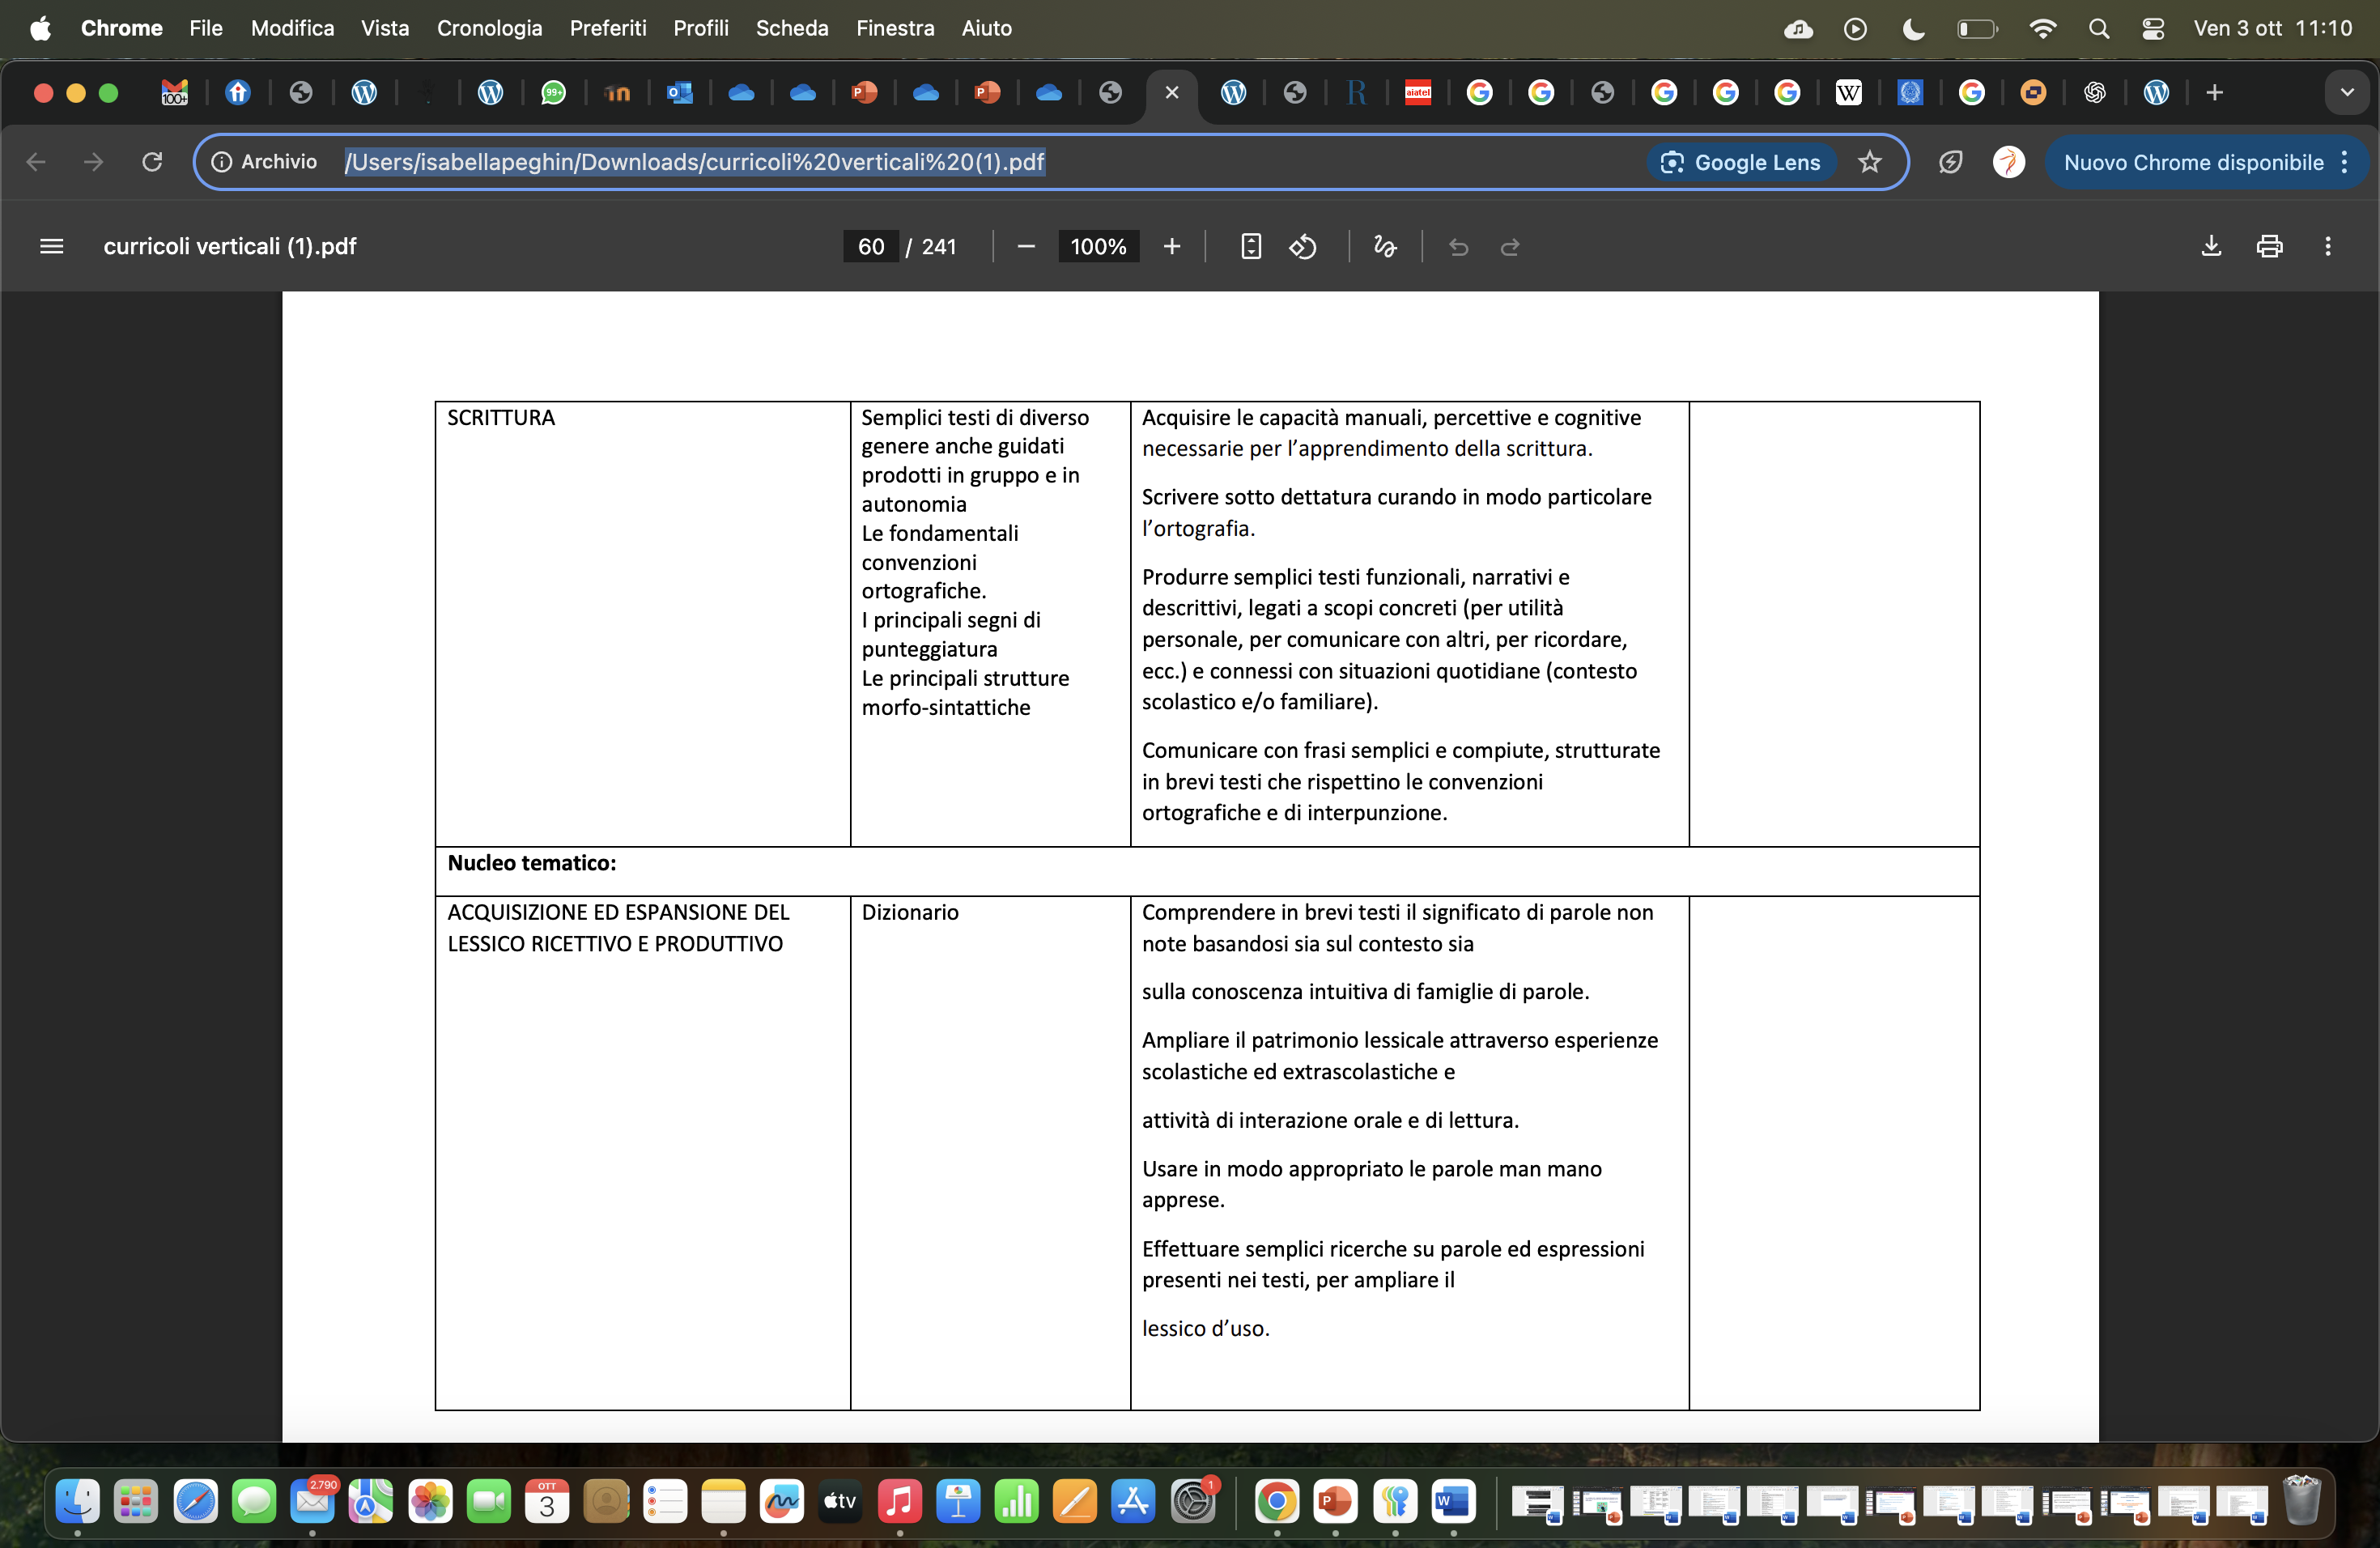 Chrome File Modifica Vista Cronologia Preferiti Profili Scheda Finestra Aiuto Ven 3 ott 11:10
100+ 99+ aiatel W
Archivio /Users/isabellapeghin/Downloads/curricoli%20verticali%20(1).pdf Google Lens Nuovo Chrome disponibile
curricoli verticali (1).pdf 60 / 241 100%
SCRITTURA
Semplici testi di diverso
genere anche guidati
prodotti in gruppo e in
autonomia
Le fondamentali
convenzioni
ortografiche.
I principali segni di
punteggiatura
Le principali strutture
morfo-sintattiche
Acquisire le capacità manuali, percettive e cognitive
necessarie per l’apprendimento della scrittura.
Scrivere sotto dettatura curando in modo particolare
l’ortografia.
Produrre semplici testi funzionali, narrativi e
descrittivi, legati a scopi concreti (per utilità
personale, per comunicare con altri, per ricordare,
ecc.) e connessi con situazioni quotidiane (contesto
scolastico e/o familiare).
Comunicare con frasi semplici e compiute, strutturate
in brevi testi che rispettino le convenzioni
ortografiche e di interpunzione.
Nucleo tematico:
ACQUISIZIONE ED ESPANSIONE DEL
LESSICO RICETTIVO E PRODUTTIVO
Dizionario
Comprendere in brevi testi il significato di parole non
note basandosi sia sul contesto sia
sulla conoscenza intuitiva di famiglie di parole.
Ampliare il patrimonio lessicale attraverso esperienze
scolastiche ed extrascolastiche e
attività di interazione orale e di lettura.
Usare in modo appropriato le parole man mano
apprese.
Effettuare semplici ricerche su parole ed espressioni
presenti nei testi, per ampliare il
lessico d’uso.
2.790 OTT 3 tv 1